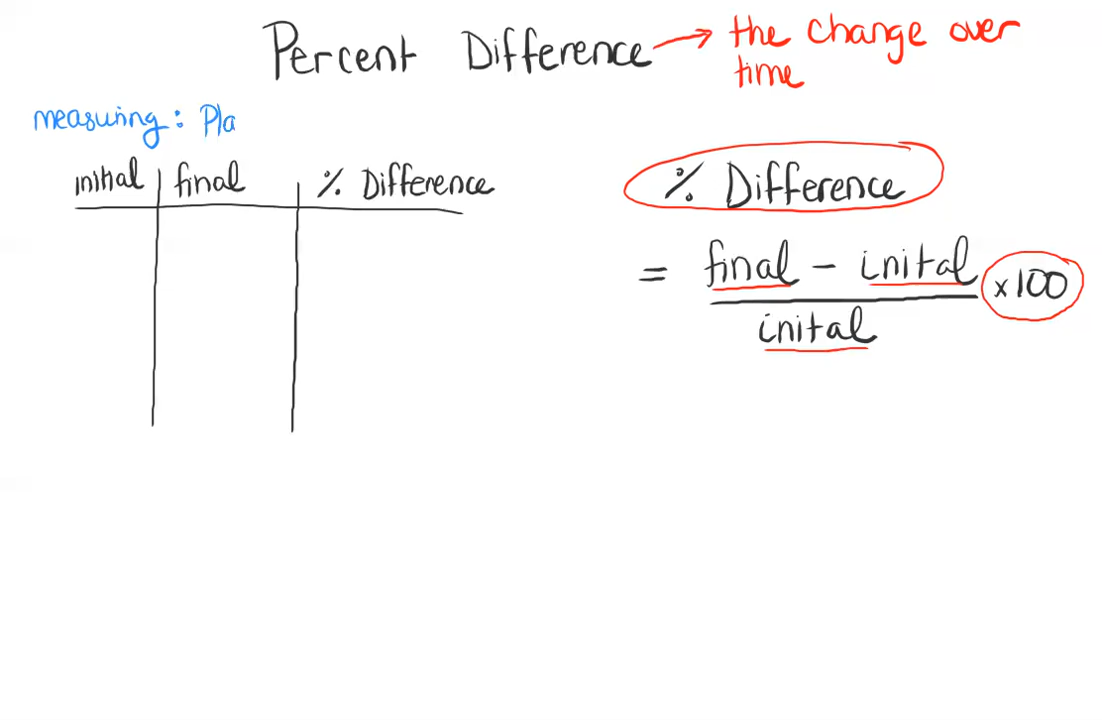 Percent Difference → the change over
time
measuring: Pla
initial final % Difference
% Difference
= final - inital x100
inital